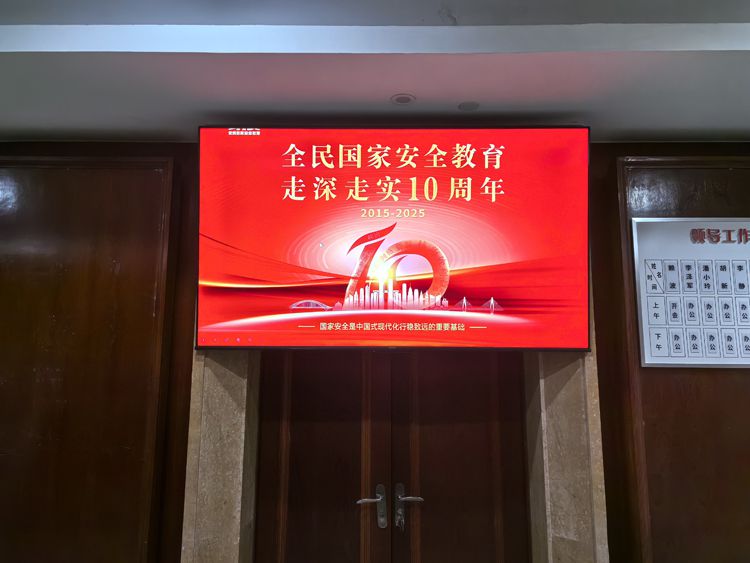 全民国家安全教育
走深走实10周年
2015-2025
10
国家安全是中国式现代化行稳致远的重要基础
领导工作
姓名 时间 赖波 李泽军 潘小玲 胡新 李静
上午 开会 办公 办公 办公 办公
下午 办公 办公 办公 办公 办公